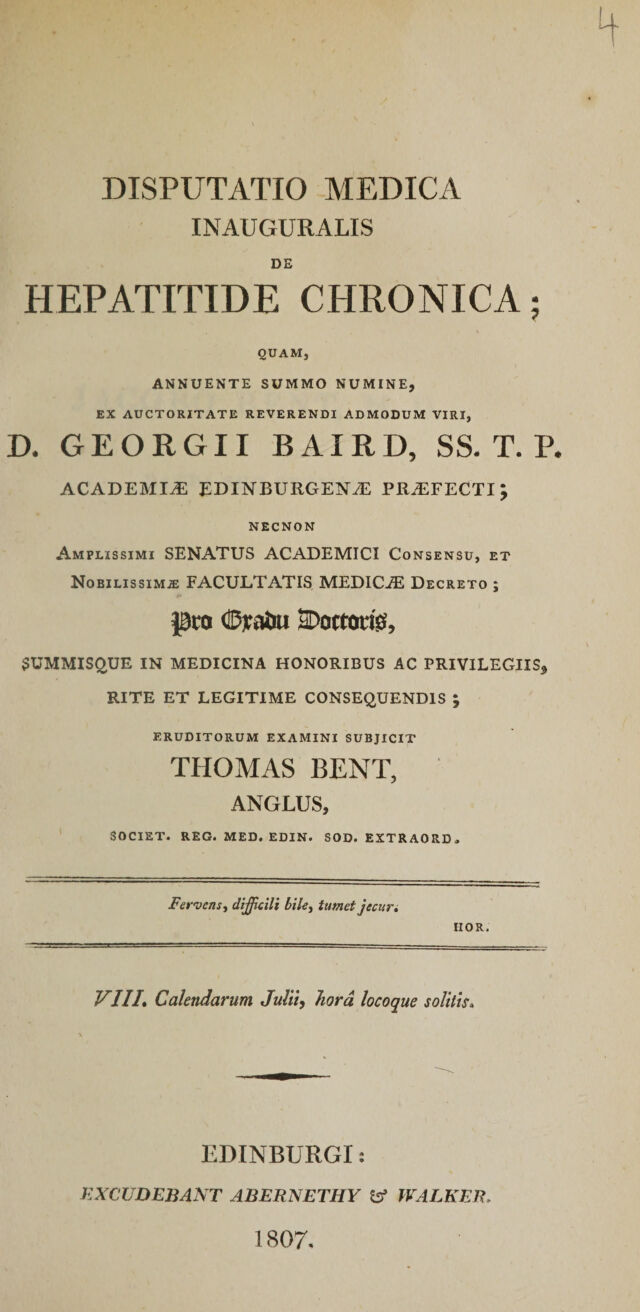 4
DISPUTATIO MEDICA
INAUGURALIS
DE
HEPATITIDE CHRONICA;
QUAM,
ANNUENTE SUMMO NUMINE,
EX AUCTORITATE REVERENDI ADMODUM VIRI,
D. GEORGII BAIRD, SS. T. P.
ACADEMIÆ EDINBURGENÆ PRÆFECTI;
NECNON
AMPLISSIMI SENATUS ACADEMICI CONSENSU, ET
NOBILISSIMÆ FACULTATIS MEDICÆ DECRETO;
Pro Gradu Doctoris,
SUMMISQUE IN MEDICINA HONORIBUS AC PRIVILEGIIS,
RITE ET LEGITIME CONSEQUENDIS;
ERUDITORUM EXAMINI SUBJICIT
THOMAS BENT,
ANGLUS,
SOCIET. REG. MED. EDIN. SOD. EXTRAORD.
Fervens, difficili bile, tumet jecur.
HOR.
VIII. Calendarum Julii, horâ locoque solitis.
EDINBURGI:
EXCUDEBANT ABERNETHY & WALKER.
1807.